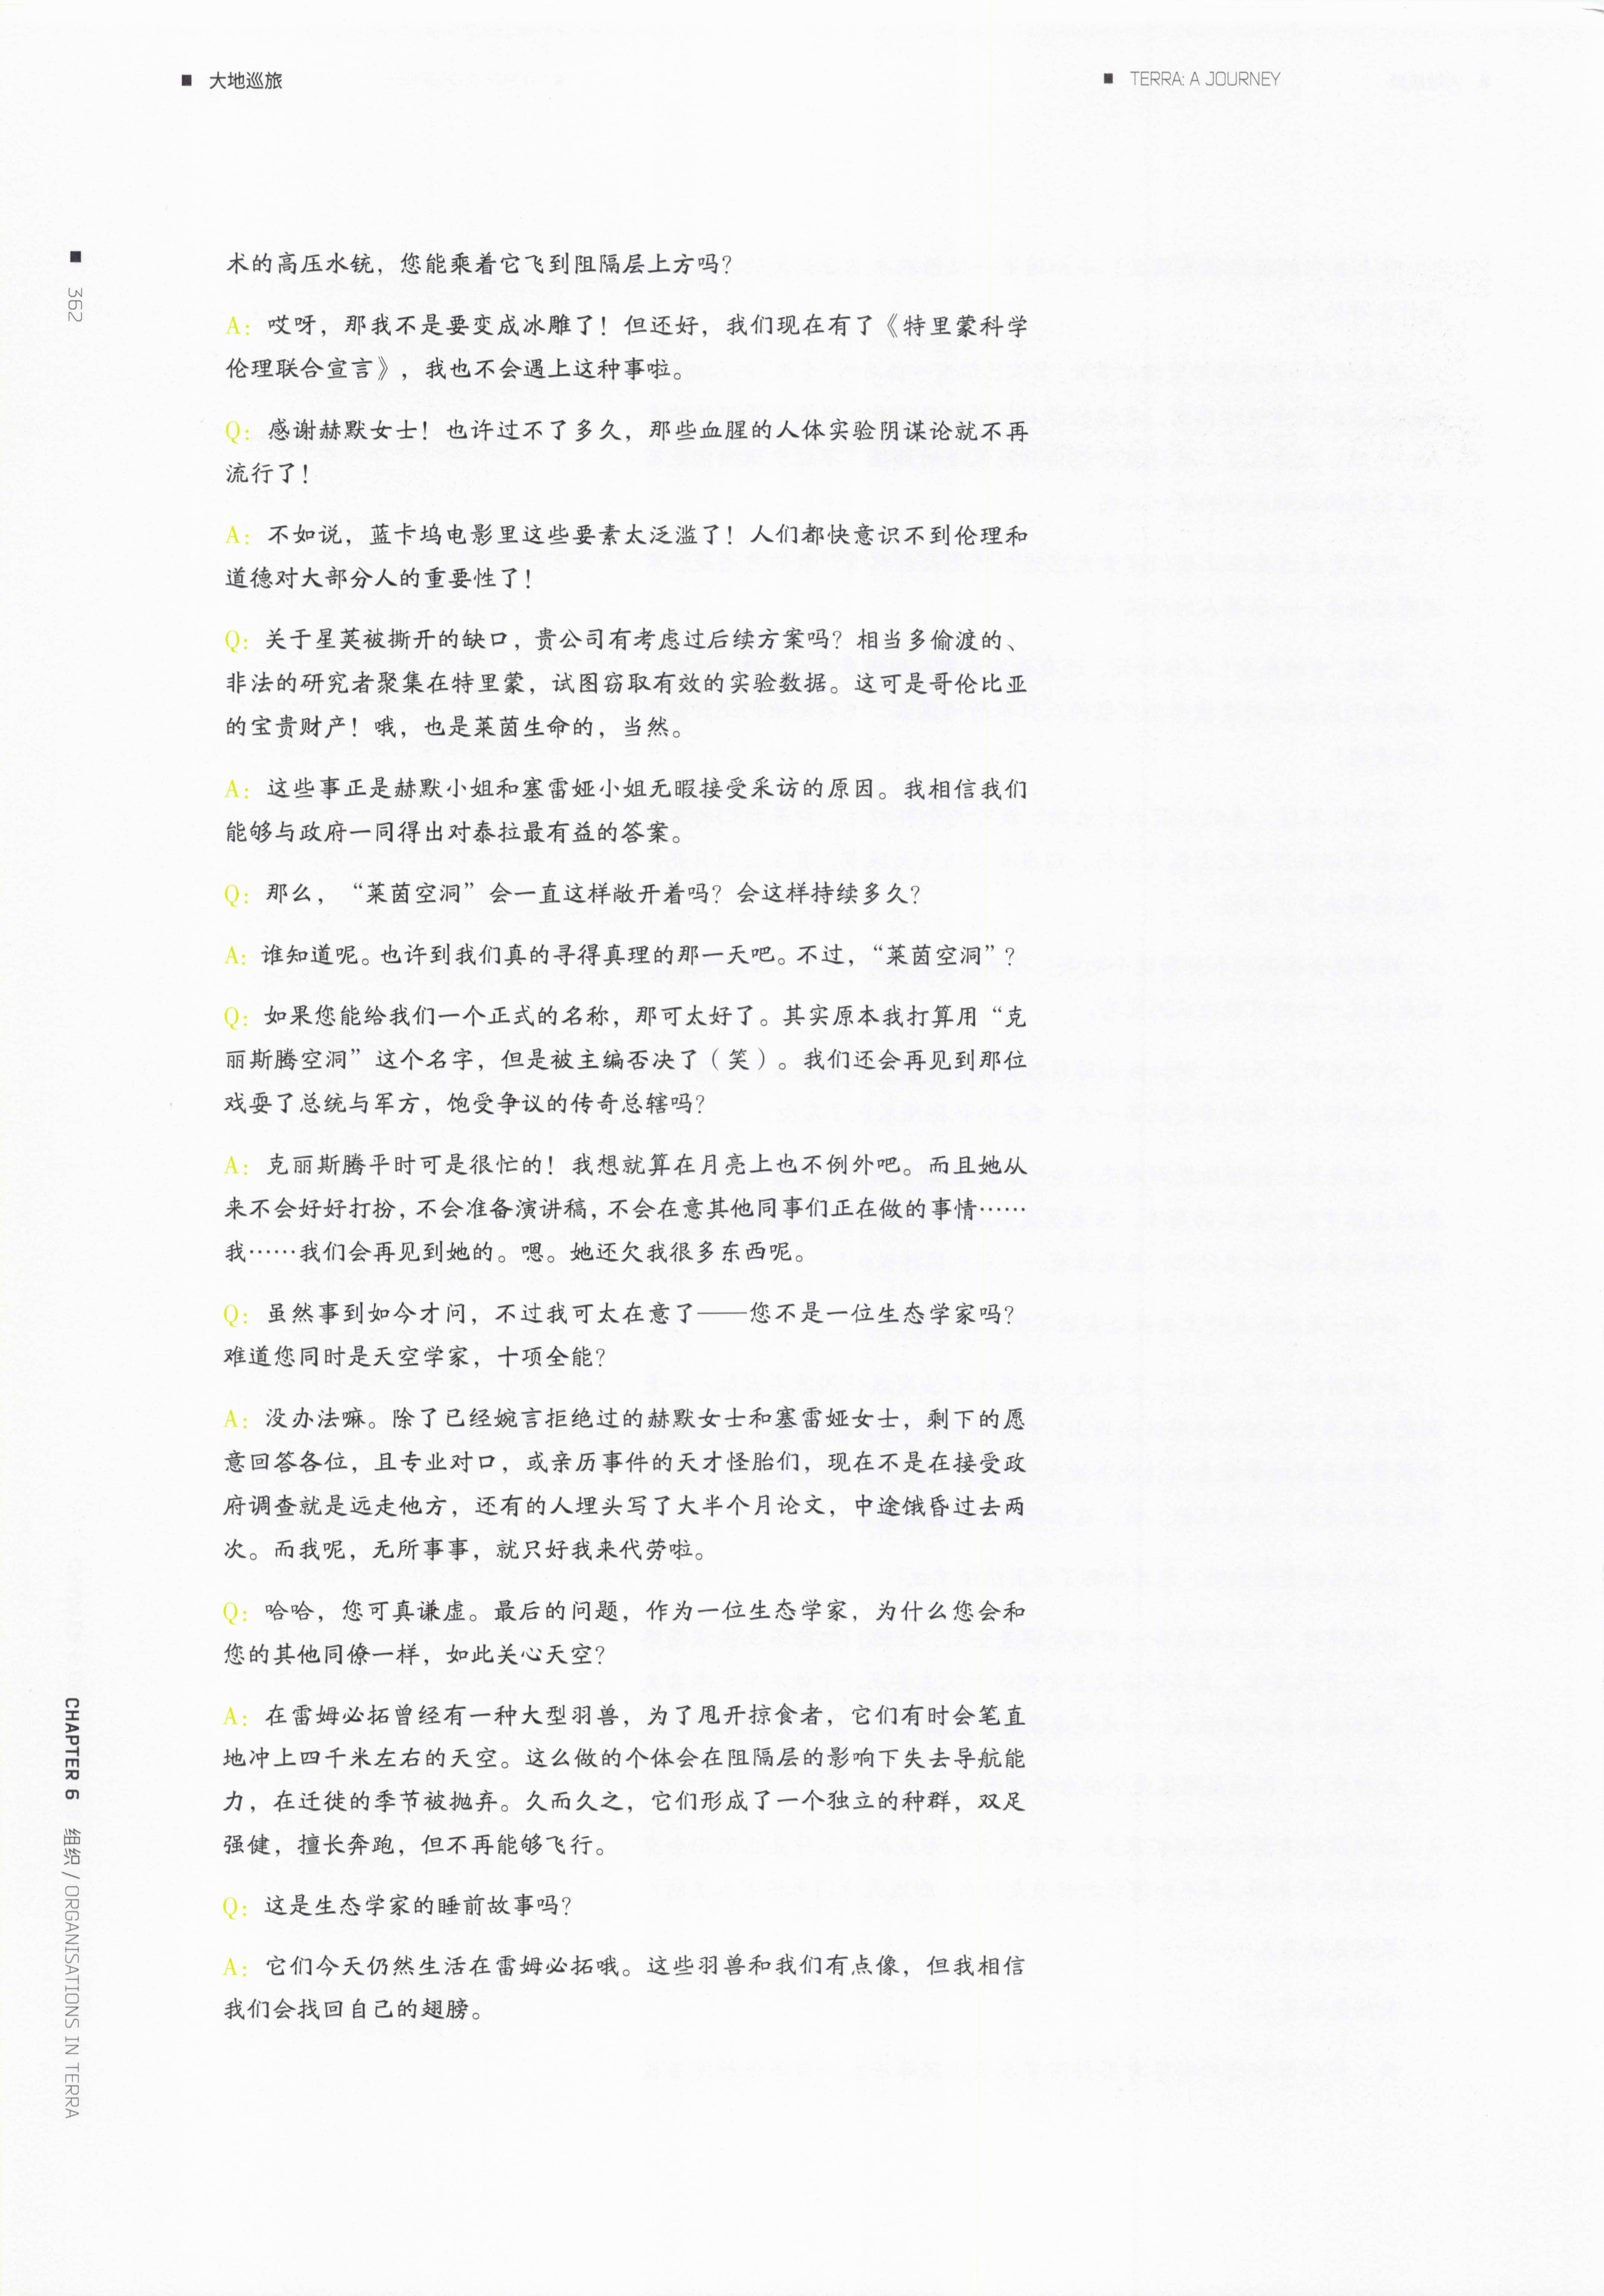 大地巡旅
TERRA: A JOURNEY
362
术的高压水铳，您能乘着它飞到阻隔层上方吗？
A：哎呀，那我不是要变成冰雕了！但还好，我们现在有了《特里蒙科学
伦理联合宣言》，我也不会遇上这种事啦。
Q：感谢赫默女士！也许过不了多久，那些血腥的人体实验阴谋论就不再
流行了！
A：不如说，蓝卡坞电影里这些要素太泛滥了！人们都快意识不到伦理和
道德对大部分人的重要性了！
Q：关于星荚被撕开的缺口，贵公司有考虑过后续方案吗？相当多偷渡的、
非法的研究者聚集在特里蒙，试图窃取有效的实验数据。这可是哥伦比亚
的宝贵财产！哦，也是莱茵生命的，当然。
A：这些事正是赫默小姐和塞雷娅小姐无暇接受采访的原因。我相信我们
能够与政府一同得出对泰拉最有益的答案。
Q：那么，“莱茵空洞”会一直这样敞开着吗？会这样持续多久？
A：谁知道呢。也许到我们真的寻得真理的那一天吧。不过，“莱茵空洞”？
Q：如果您能给我们一个正式的名称，那可太好了。其实原本我打算用“克
丽斯腾空洞”这个名字，但是被主编否决了（笑）。我们还会再见到那位
戏耍了总统与军方，饱受争议的传奇总辖吗？
A：克丽斯腾平时可是很忙的！我想就算在月亮上也不例外吧。而且她从
来不会好好打扮，不会准备演讲稿，不会在意其他同事们正在做的事情……
我……我们会再见到她的。嗯。她还欠我很多东西呢。
Q：虽然事到如今才问，不过我可太在意了——您不是一位生态学家吗？
难道您同时是天空学家，十项全能？
A：没办法嘛。除了已经婉言拒绝过的赫默女士和塞雷娅女士，剩下的愿
意回答各位，且专业对口，或亲历事件的天才怪胎们，现在不是在接受政
府调查就是远走他方，还有的人埋头写了大半个月论文，中途饿昏过去两
次。而我呢，无所事事，就只好我来代劳啦。
Q：哈哈，您可真谦虚。最后的问题，作为一位生态学家，为什么您会和
您的其他同僚一样，如此关心天空？
A：在雷姆必拓曾经有一种大型羽兽，为了甩开掠食者，它们有时会笔直
地冲上四千米左右的天空。这么做的个体会在阻隔层的影响下失去导航能
力，在迁徙的季节被抛弃。久而久之，它们形成了一个独立的种群，双足
强健，擅长奔跑，但不再能够飞行。
Q：这是生态学家的睡前故事吗？
A：它们今天仍然生活在雷姆必拓哦。这些羽兽和我们有点像，但我相信
我们会找回自己的翅膀。
CHAPTER 6 组织 / ORGANISATIONS IN TERRA